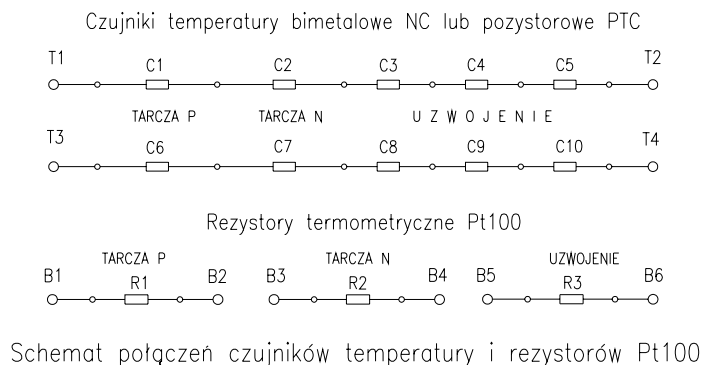 Czujniki temperatury bimetalowe NC lub pozystorowe PTC
T1 C1 C2 C3 C4 C5 T2
TARCZA P TARCZA N UZWOJENIE
T3 C6 C7 C8 C9 C10 T4
Rezystory termometryczne Pt100
TARCZA P TARCZA N UZWOJENIE
B1 R1 B2 B3 R2 B4 B5 R3 B6
Schemat połączeń czujników temperatury i rezystorów Pt100